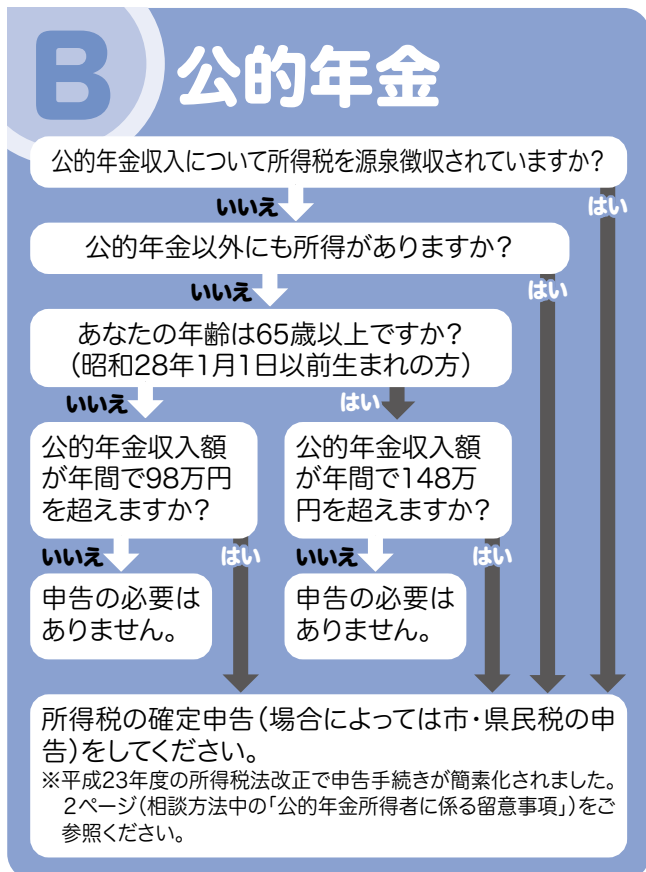 B 公的年金
公的年金収入について所得税を源泉徴収されていますか？
いいえ
はい
公的年金以外にも所得がありますか？
いいえ
はい
あなたの年齢は65歳以上ですか？
（昭和28年1月1日以前生まれの方）
いいえ
はい
公的年金収入額
が年間で98万円
を超えますか？
いいえ
はい
申告の必要は
ありません。
公的年金収入額
が年間で148万
円を超えますか？
いいえ
はい
申告の必要は
ありません。
所得税の確定申告（場合によっては市・県民税の申
告）をしてください。
※平成23年度の所得税法改正で申告手続きが簡素化されました。
2ページ（相談方法中の「公的年金所得者に係る留意事項」）をご
参照ください。